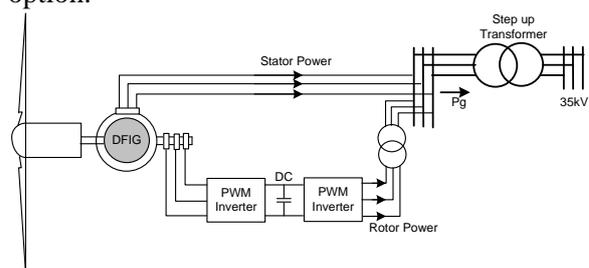 option.
Step up
Transformer
Stator Power
Pg
35kV
DFIG
DC
PWM
Inverter
PWM
Inverter
Rotor Power